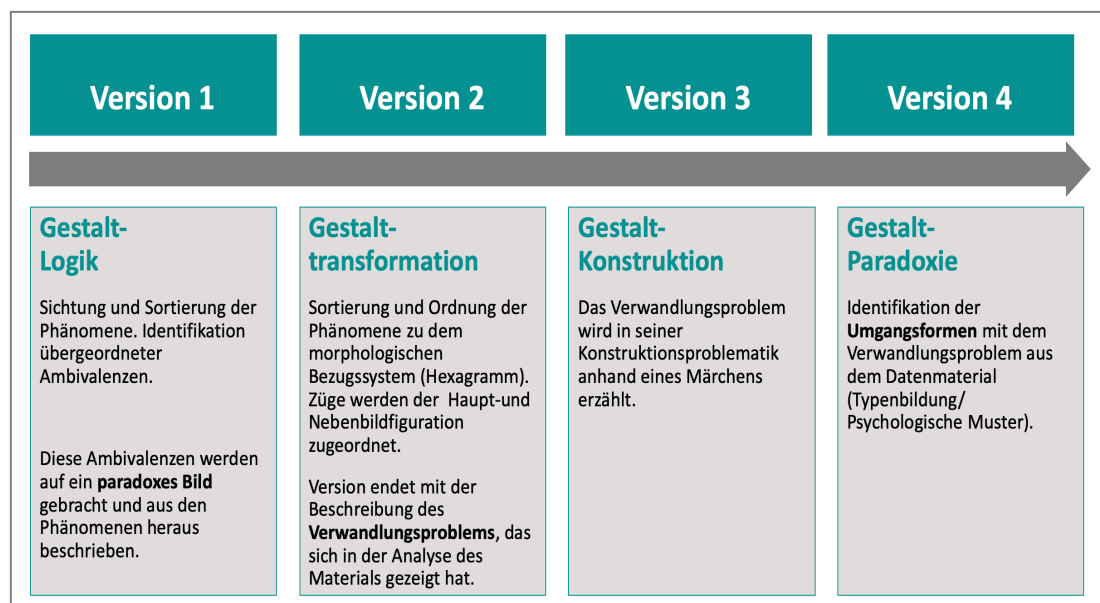 Version 1
Version 2
Version 3
Version 4
Gestalt-
Logik
Sichtung und Sortierung der
Phänomene. Identifikation
übergeordneter
Ambivalenzen.
Diese Ambivalenzen werden
auf ein paradoxes Bild
gebracht und aus den
Phänomenen heraus
beschrieben.
Gestalt-
transformation
Sortierung und Ordnung der
Phänomene zu dem
morphologischen
Bezugssystem (Hexagramm).
Züge werden der Haupt-und
Nebenbildfiguration
zugeordnet.
Version endet mit der
Beschreibung des
Verwandlungsproblems, das
sich in der Analyse des
Materials gezeigt hat.
Gestalt-
Konstruktion
Das Verwandlungsproblem
wird in seiner
Konstruktionsproblematik
anhand eines Märchens
erzählt.
Gestalt-
Paradoxie
Identifikation der
Umgangsformen mit dem
Verwandlungsproblem aus
dem Datenmaterial
(Typenbildung/
Psychologische Muster).